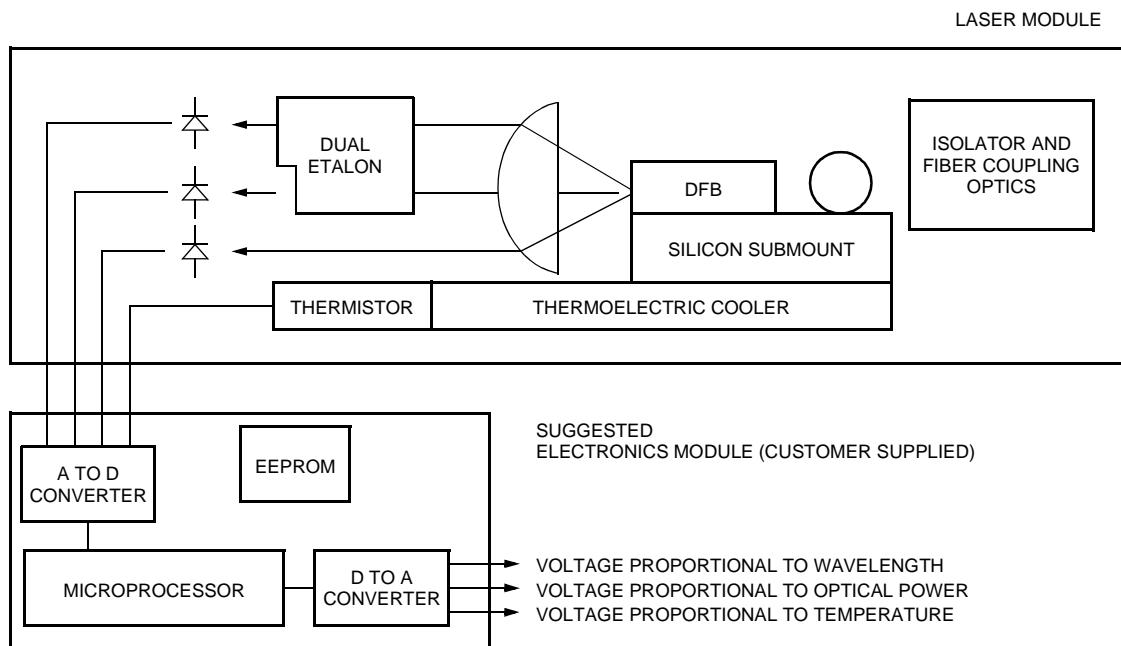 LASER MODULE
DUAL
ETALON
DFB
ISOLATOR AND
FIBER COUPLING
OPTICS
SILICON SUBMOUNT
THERMISTOR
THERMOELECTRIC COOLER
SUGGESTED
ELECTRONICS MODULE (CUSTOMER SUPPLIED)
A TO D
CONVERTER
EEPROM
MICROPROCESSOR
D TO A
CONVERTER
VOLTAGE PROPORTIONAL TO WAVELENGTH
VOLTAGE PROPORTIONAL TO OPTICAL POWER
VOLTAGE PROPORTIONAL TO TEMPERATURE